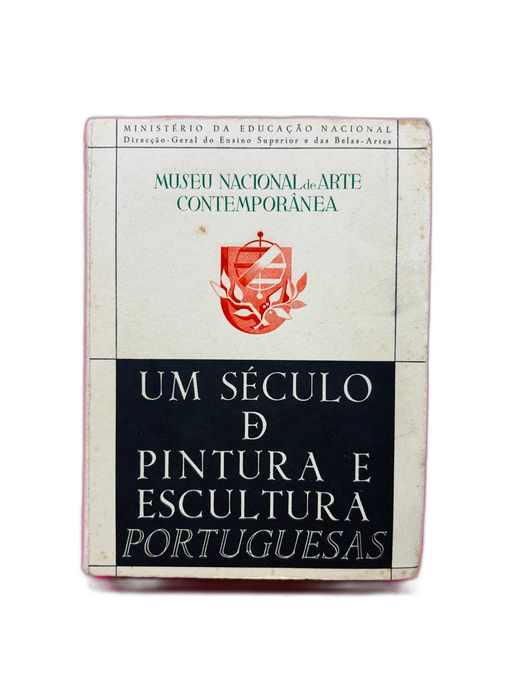 MINISTÉRIO DA EDUCAÇÃO NACIONAL
Direcção-Geral do Ensino Superior e das Belas-Artes
MUSEU NACIONAL de ARTE
CONTEMPORÂNEA
UM SÉCULO
DE
PINTURA E
ESCULTURA
PORTUGUESAS